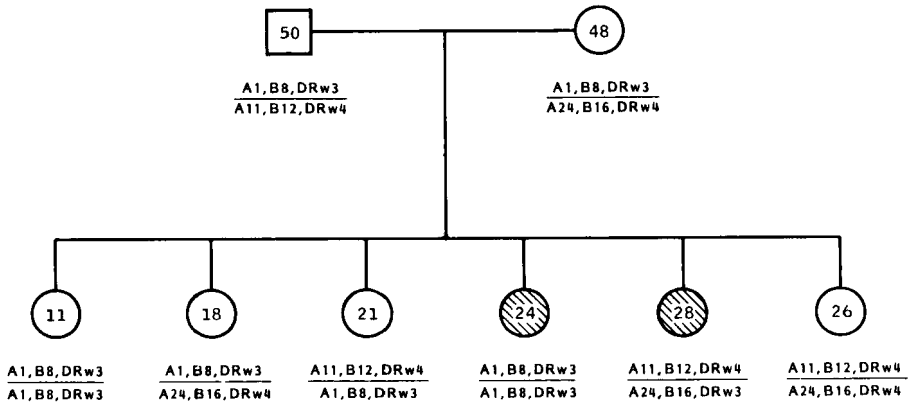 50 48
A1,B8,DRw3 A1,B8,DRw3
A11,B12,DRw4 A24,B16,DRw4
11 18 21 24 28 26
A1,B8,DRw3 A1,B8,DRw3 A11,B12,DRw4 A1,B8,DRw3 A11,B12,DRw4 A11,B12,DRw4
A1,B8,DRw3 A24,B16,DRw4 A1,B8,DRw3 A1,B8,DRw3 A24,B16,DRw3 A24,B16,DRw4